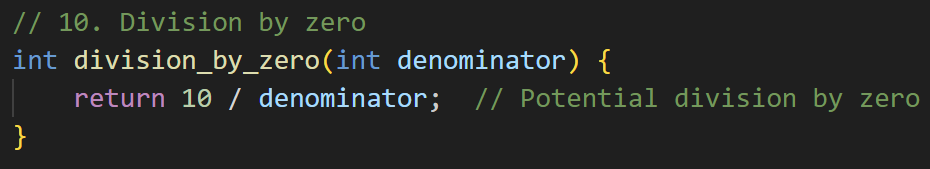 // 10. Division by zero
int division_by_zero(int denominator) {
    return 10 / denominator;  // Potential division by zero
}